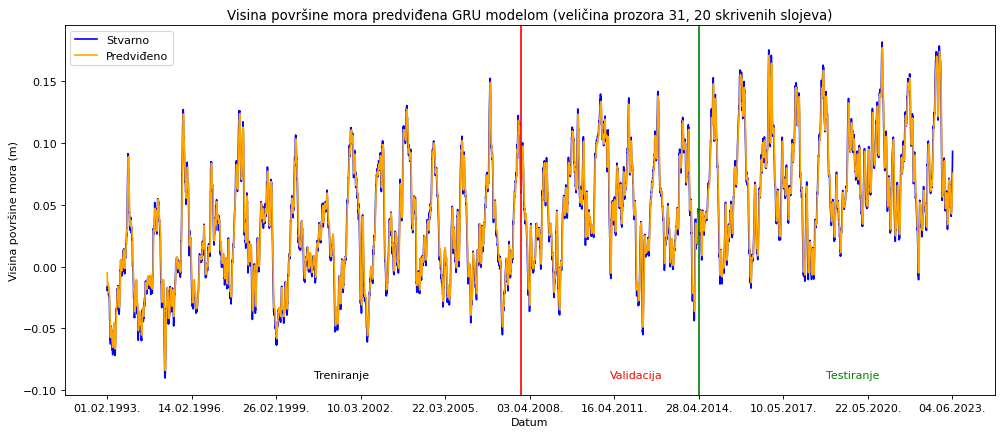 Visina površine mora predviđena GRU modelom (veličina prozora 31, 20 skrivenih slojeva)
Stvarno
Predviđeno
Visina površine mora (m)
0.15
0.10
0.05
0.00
−0.05
−0.10
Treniranje
Validacija
Testiranje
01.02.1993.
14.02.1996.
26.02.1999.
10.03.2002.
22.03.2005.
03.04.2008.
16.04.2011.
28.04.2014.
10.05.2017.
22.05.2020.
04.06.2023.
Datum